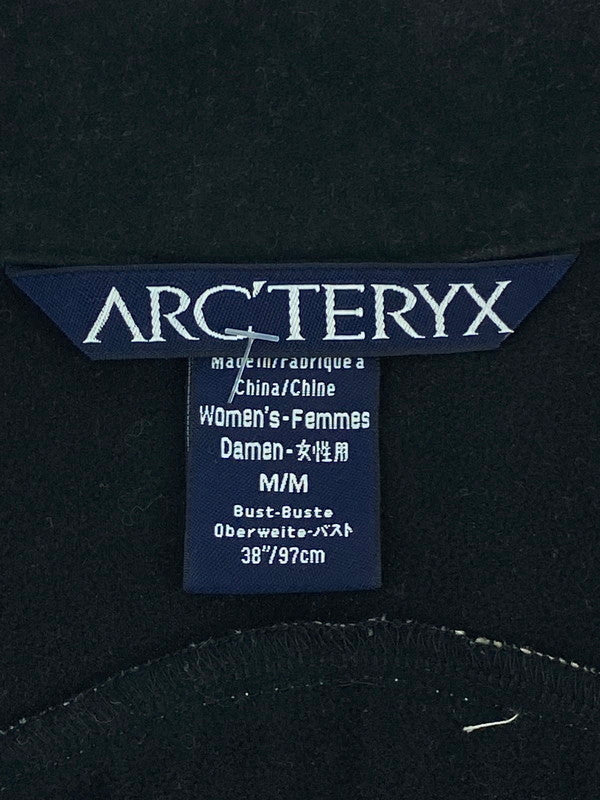 ARC'TERYX
Made in/Fabriqué à
China/Chine
Women's-Femmes
Damen-女性用
M/M
Bust-Buste
Oberweite-バスト
38"/97cm